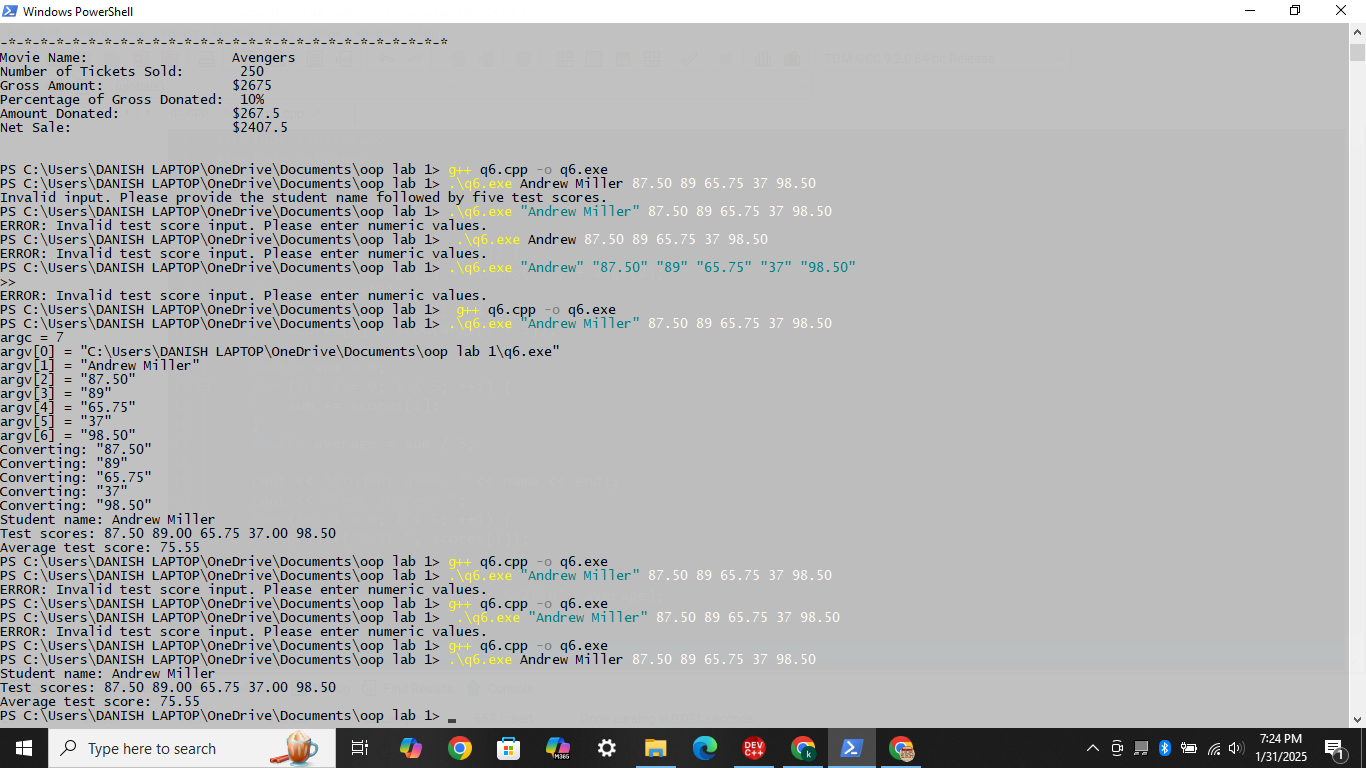 Windows PowerShell
-*-*-*-*-*-*-*-*-*-*-*-*-*-*-*-*-*-*-*-*-*-*-*-*-*-*-*-*
Movie Name:                  Avengers
Number of Tickets Sold:       250
Gross Amount:                $2675
Percentage of Gross Donated:  10%
Amount Donated:              $267.5
Net Sale:                    $2407.5
PS C:\Users\DANISH LAPTOP\OneDrive\Documents\oop lab 1> g++ q6.cpp -o q6.exe
PS C:\Users\DANISH LAPTOP\OneDrive\Documents\oop lab 1> .\q6.exe Andrew Miller 87.50 89 65.75 37 98.50
Invalid input. Please provide the student name followed by five test scores.
PS C:\Users\DANISH LAPTOP\OneDrive\Documents\oop lab 1> .\q6.exe "Andrew Miller" 87.50 89 65.75 37 98.50
ERROR: Invalid test score input. Please enter numeric values.
PS C:\Users\DANISH LAPTOP\OneDrive\Documents\oop lab 1>  .\q6.exe Andrew 87.50 89 65.75 37 98.50
ERROR: Invalid test score input. Please enter numeric values.
PS C:\Users\DANISH LAPTOP\OneDrive\Documents\oop lab 1> .\q6.exe "Andrew" "87.50" "89" "65.75" "37" "98.50"
>>
ERROR: Invalid test score input. Please enter numeric values.
PS C:\Users\DANISH LAPTOP\OneDrive\Documents\oop lab 1>  g++ q6.cpp -o q6.exe
PS C:\Users\DANISH LAPTOP\OneDrive\Documents\oop lab 1> .\q6.exe "Andrew Miller" 87.50 89 65.75 37 98.50
argc = 7
argv[0] = "C:\Users\DANISH LAPTOP\OneDrive\Documents\oop lab 1\q6.exe"
argv[1] = "Andrew Miller"
argv[2] = "87.50"
argv[3] = "89"
argv[4] = "65.75"
argv[5] = "37"
argv[6] = "98.50"
Converting: "87.50"
Converting: "89"
Converting: "65.75"
Converting: "37"
Converting: "98.50"
Student name: Andrew Miller
Test scores: 87.50 89.00 65.75 37.00 98.50
Average test score: 75.55
PS C:\Users\DANISH LAPTOP\OneDrive\Documents\oop lab 1> g++ q6.cpp -o q6.exe
PS C:\Users\DANISH LAPTOP\OneDrive\Documents\oop lab 1> .\q6.exe "Andrew Miller" 87.50 89 65.75 37 98.50
ERROR: Invalid test score input. Please enter numeric values.
PS C:\Users\DANISH LAPTOP\OneDrive\Documents\oop lab 1> g++ q6.cpp -o q6.exe
PS C:\Users\DANISH LAPTOP\OneDrive\Documents\oop lab 1>  .\q6.exe "Andrew Miller" 87.50 89 65.75 37 98.50
ERROR: Invalid test score input. Please enter numeric values.
PS C:\Users\DANISH LAPTOP\OneDrive\Documents\oop lab 1> g++ q6.cpp -o q6.exe
PS C:\Users\DANISH LAPTOP\OneDrive\Documents\oop lab 1> .\q6.exe Andrew Miller 87.50 89 65.75 37 98.50
Student name: Andrew Miller
Test scores: 87.50 89.00 65.75 37.00 98.50
Average test score: 75.55
PS C:\Users\DANISH LAPTOP\OneDrive\Documents\oop lab 1>
Type here to search
M365
DEV C++
k
7:24 PM
1/31/2025
1